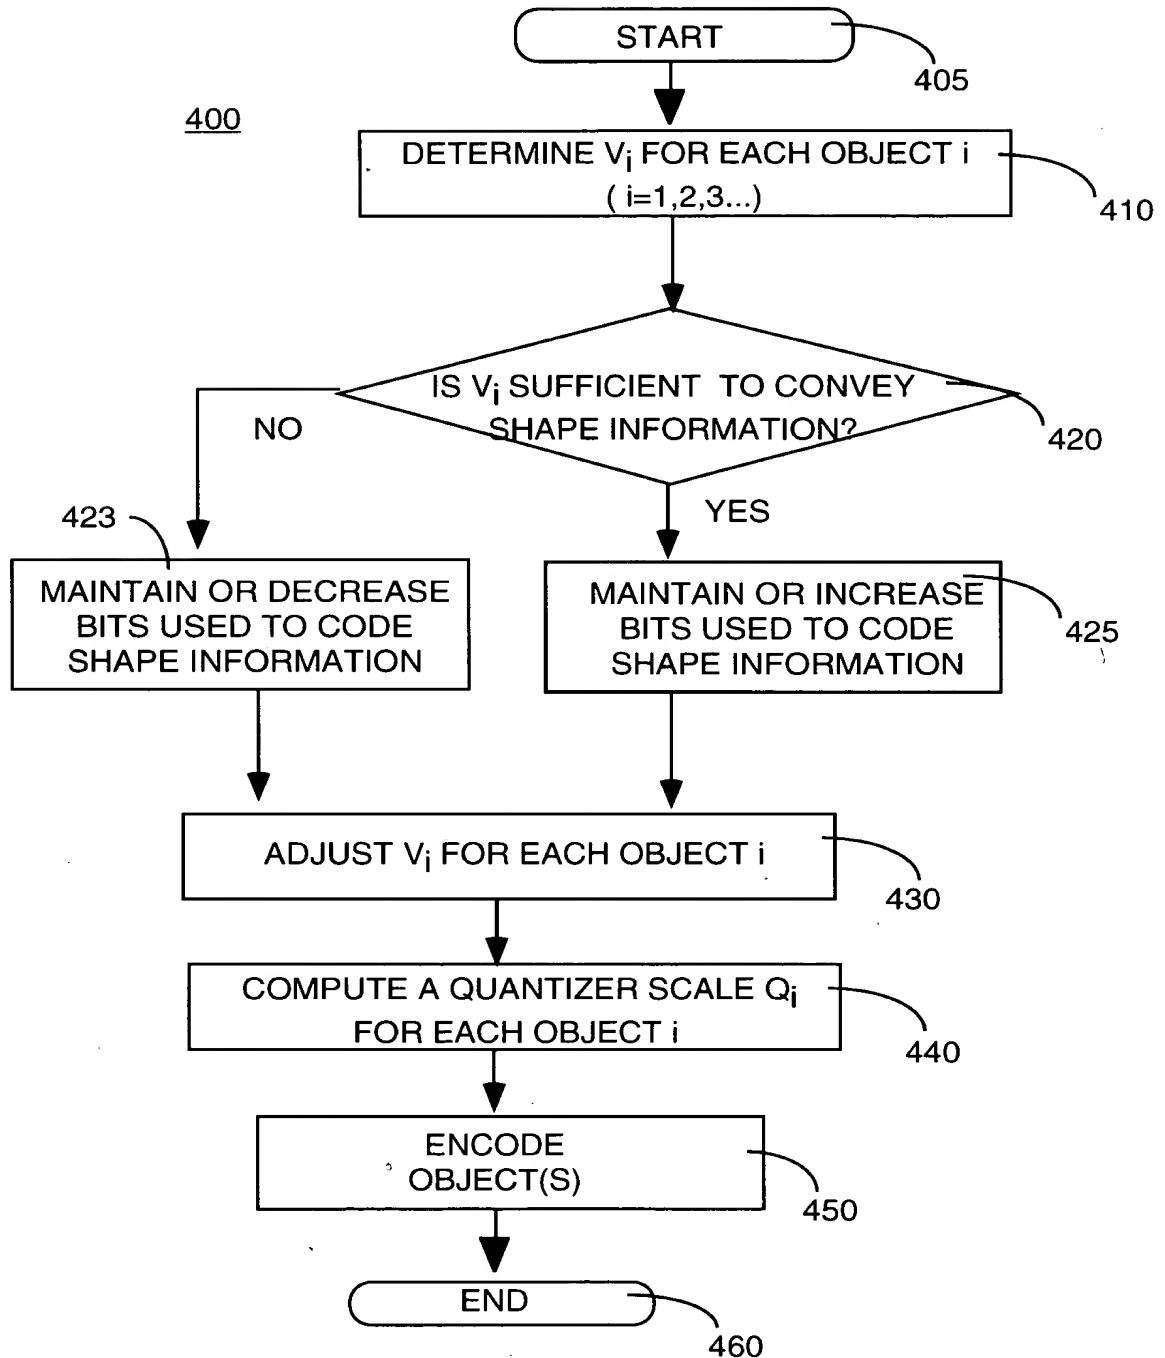 START
405
400
DETERMINE Vi FOR EACH OBJECT i
( i=1,2,3...)
410
IS Vi SUFFICIENT TO CONVEY
SHAPE INFORMATION?
420
NO
YES
423
MAINTAIN OR DECREASE
BITS USED TO CODE
SHAPE INFORMATION
MAINTAIN OR INCREASE
BITS USED TO CODE
SHAPE INFORMATION
425
ADJUST Vi FOR EACH OBJECT i
430
COMPUTE A QUANTIZER SCALE Qi
FOR EACH OBJECT i
440
ENCODE
OBJECT(S)
450
END
460